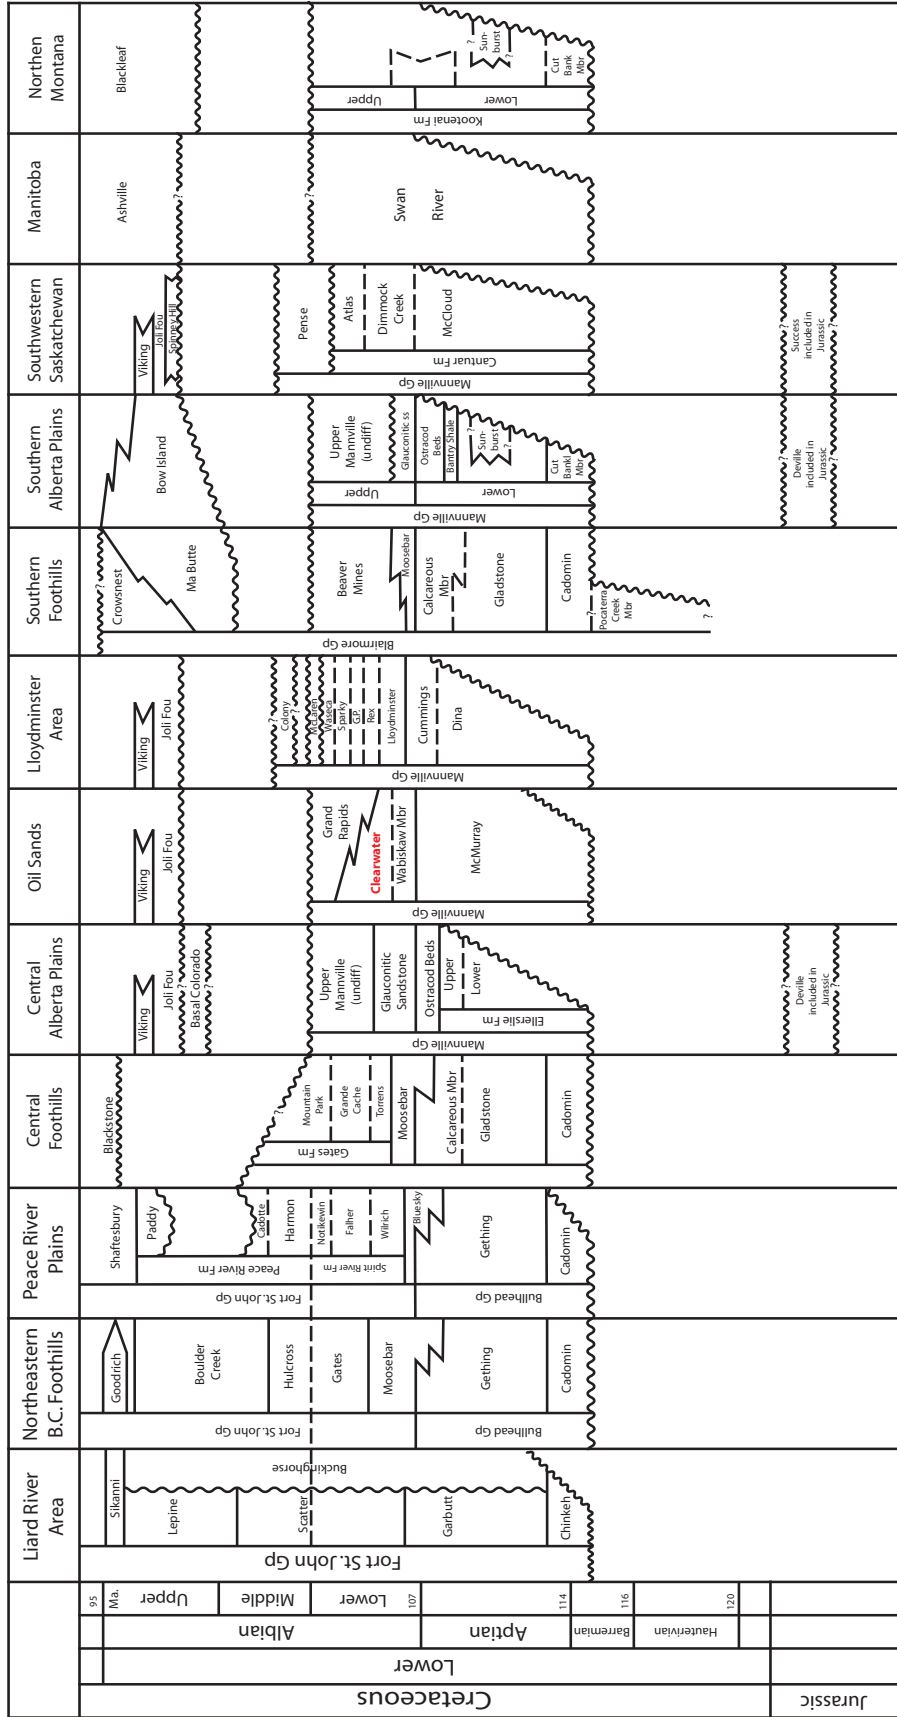 Liard River
Area
Northeastern
B.C. Foothills
Peace River
Plains
Central
Foothills
Central
Alberta Plains
Oil Sands
Lloydminster
Area
Southern
Foothills
Southern
Alberta Plains
Southwestern
Saskatchewan
Manitoba
Northen
Montana
Cretaceous
Jurassic
Lower
Albian
Aptian
Barremian
Hauterivian
Upper
Middle
Lower
95
Ma.
107
114
116
120
Fort St. John Gp
Sikanni
Lepine
Scatter
Garbutt
Chinkeh
Buckinghorse
Fort St. John Gp
Bullhead Gp
Goodrich
Boulder
Creek
Hulcross
Gates
Moosebar
Gething
Cadomin
Fort St. John Gp
Bullhead Gp
Shaftesbury
Peace River Fm
Spirit River Fm
Paddy
Cadotte
Harmon
Notikewin
Falher
Wilrich
Bluesky
Gething
Cadomin
Blackstone
?
Gates Fm
Mountain
Park
Grande
Cache
Torrens
Moosebar
Calcareous Mbr
Gladstone
Cadomin
Viking
Joli Fou
?
Basal Colorado
?
Mannville Gp
Upper
Mannville
(undiff)
Glauconitic
Sandstone
Ostracod Beds
Ellerslie Fm
Upper
Lower
?
Deville
included in
Jurassic
?
Viking
Joli Fou
Mannville Gp
Grand
Rapids
Clearwater
Wabiskaw Mbr
McMurray
Viking
Joli Fou
Mannville Gp
?
Colony
?
McLaren
Waseca
Sparky
G.P.
Rex
Lloydminster
Cummings
Dina
?
Crowsnest
Ma Butte
Blairmore Gp
Beaver
Mines
Moosebar
Calcareous
Mbr
Gladstone
Cadomin
?
Pocaterra
Creek
Mbr
?
Bow Island
Mannville Gp
Upper
Lower
Upper
Mannville
(undiff)
Glauconitic ss
Ostracod
Beds
Bantry Shale
?
Sun-
burst
?
Cut
Bankl
Mbr
?
Deville
included in
Jurassic
?
Viking
Joli Fou
Spinney Hill
?
Mannville Gp
Pense
Cantuar Fm
Atlas
Dimmock
Creek
McCloud
?
Success
included in
Jurassic
?
Ashville
?
?
Swan
River
Blackleaf
Kootenai Fm
Upper
Lower
?
Sun-
burst
?
Cut
Bank
Mbr